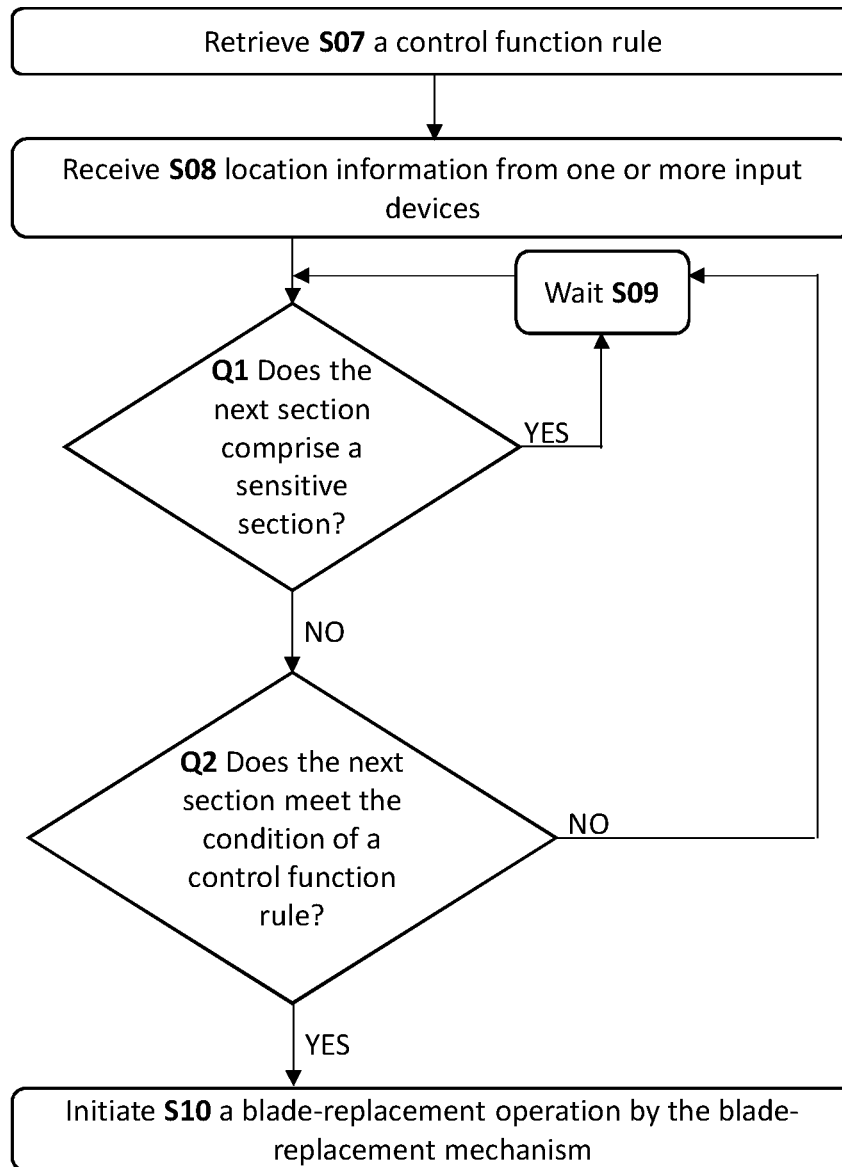 Retrieve S07 a control function rule
Receive S08 location information from one or more input
devices
Wait S09
Q1 Does the
next section
comprise a
sensitive
section?
YES
NO
Q2 Does the next
section meet the
condition of a
control function
rule?
NO
YES
Initiate S10 a blade-replacement operation by the blade-
replacement mechanism